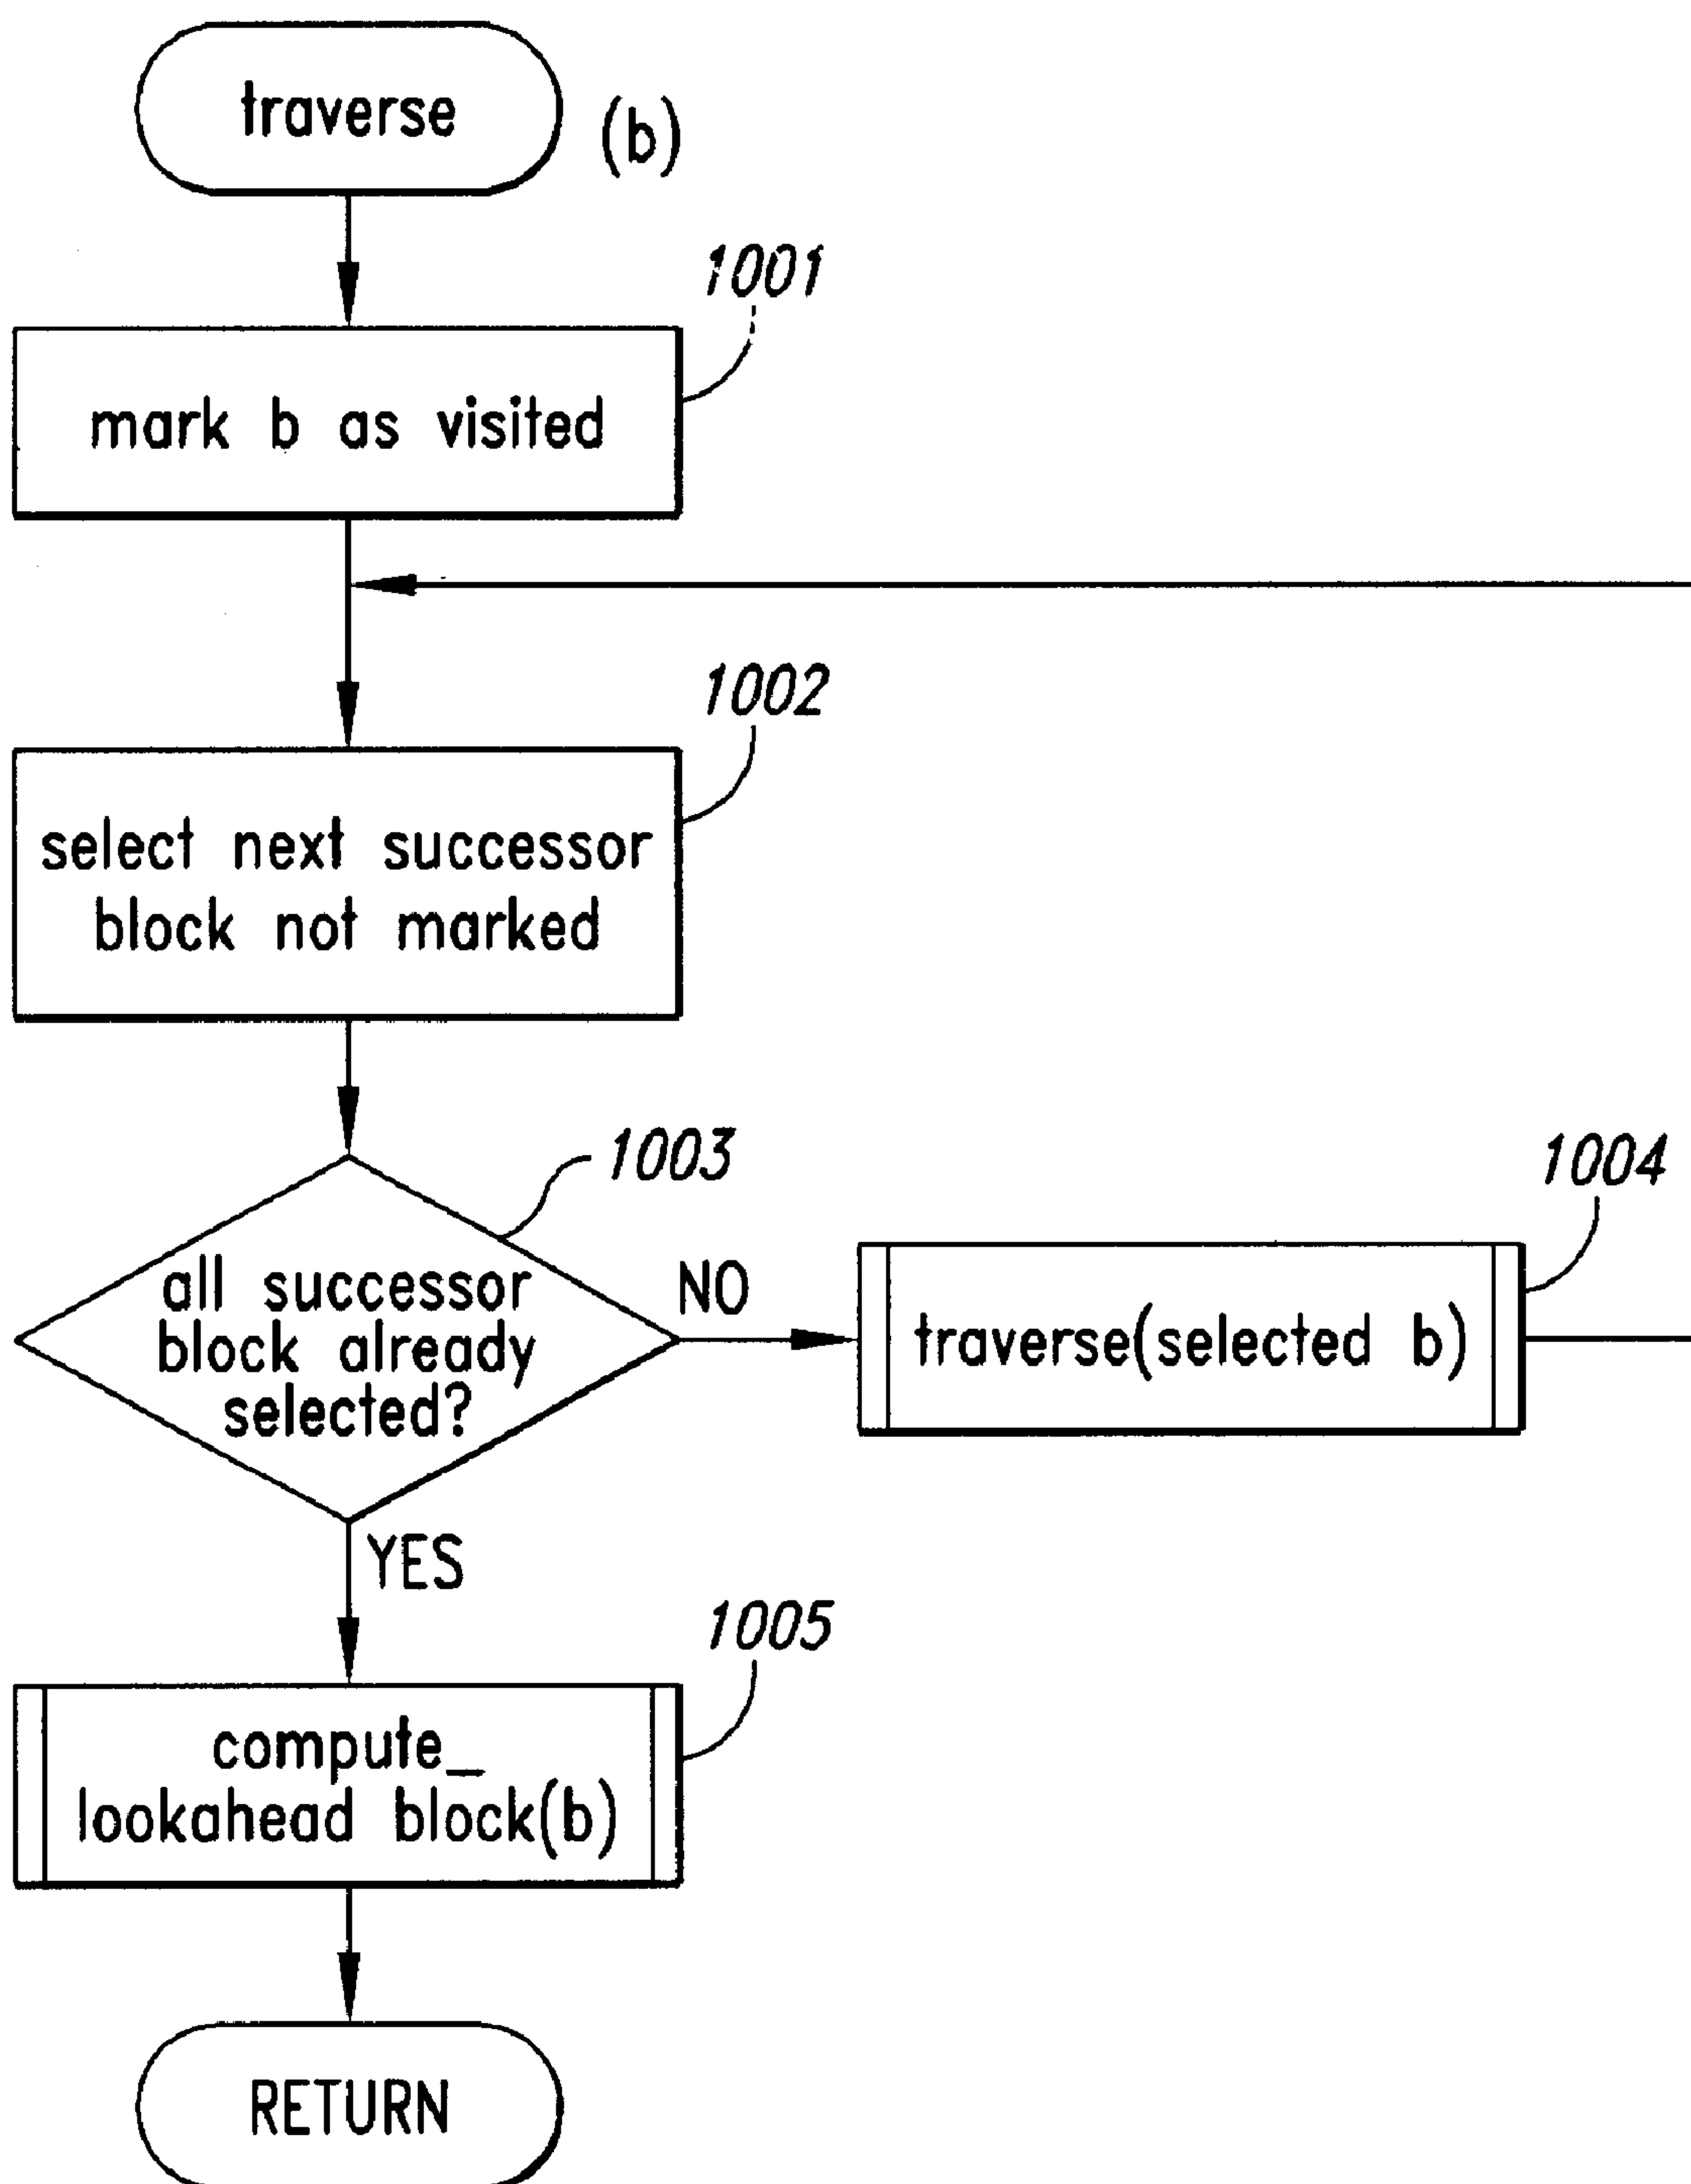 traverse (b)
1001
mark b as visited
1002
select next successor
block not marked
1003
all successor
block already
selected?
NO
1004
traverse(selected b)
YES
1005
compute_
lookahead block(b)
RETURN